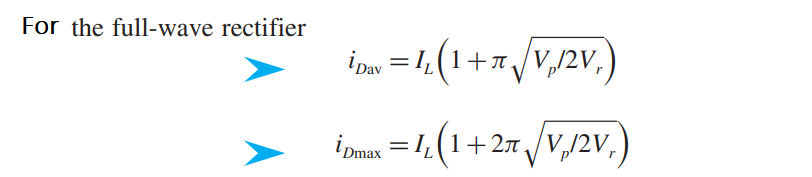 For the full-wave rectifier
i_Dav = I_L(1 + π√(V_p/2V_r))
i_Dmax = I_L(1 + 2π√(V_p/2V_r))